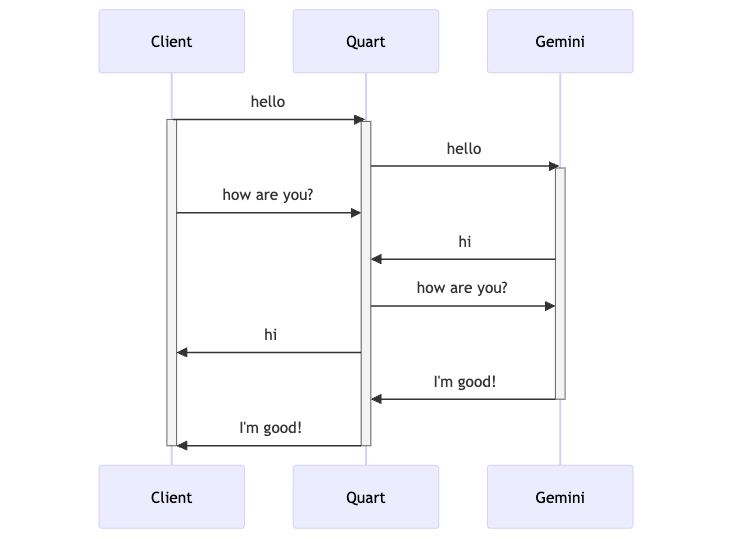 Client
Quart
Gemini
hello
hello
how are you?
hi
how are you?
hi
I'm good!
I'm good!
Client
Quart
Gemini